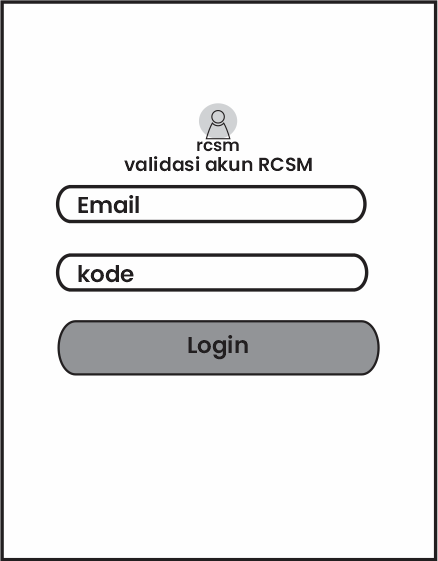 rcsm
validasi akun RCSM
Email
kode
Login